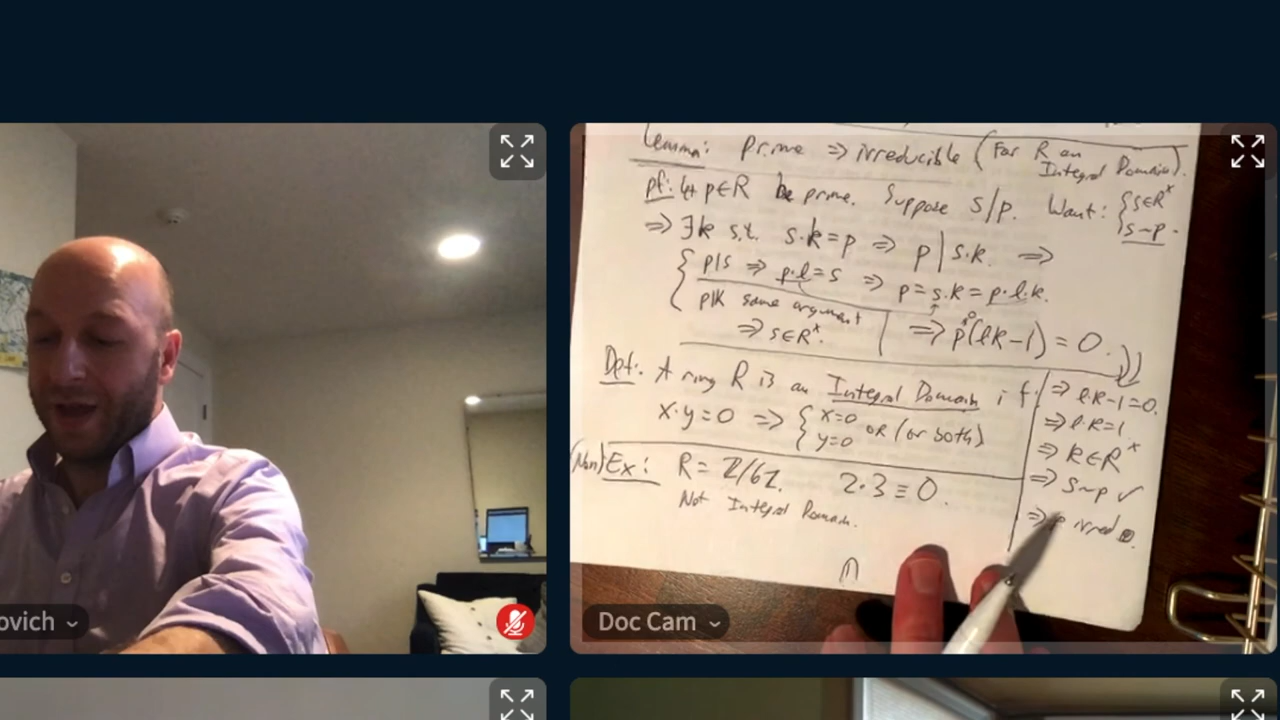 ovich
Lemma: Prime ⇒ irreducible (For R an
Integral Domain).
pf: Let p∈R be prime. Suppose s|p. Want: { s∈R^x
s~p.
⇒ ∃k s.t. s·k=p ⇒ p | s·k. ⇒
{ p|s ⇒ p·l=s ⇒ p=s·k=p·l·k.
p|k same argument
⇒ s∈R^x.
⇒ p(lk-1) = 0.
Def: A ring R is an Integral Domain if
x·y=0 ⇒ { x=0
y=0 or (or both)
⇒ l·k-1=0.
⇒ l·k=1
⇒ k∈R^x
⇒ s~p ✓
⇒ p irred
(Non) Ex: R= Z/6Z. 2·3≡0.
Not Integral Domain.
Doc Cam